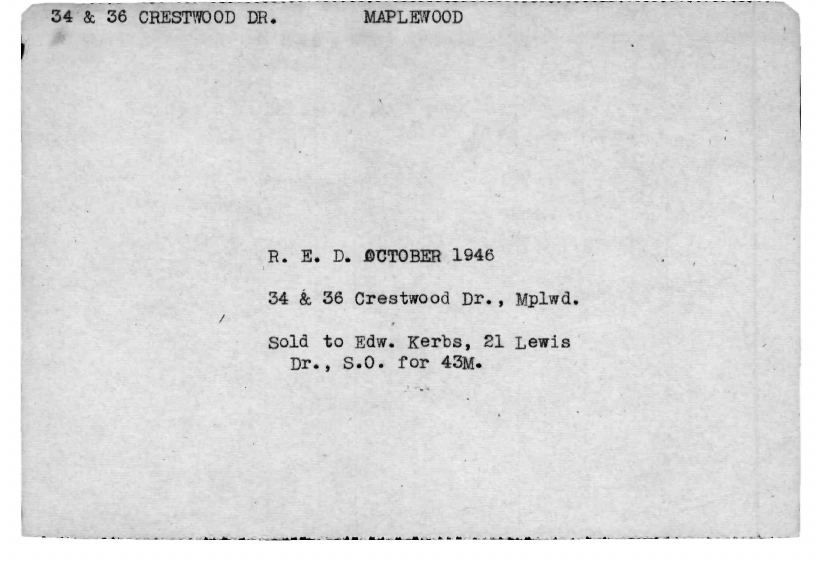 34 & 36 CRESTWOOD DR. MAPLEWOOD
R. E. D. OCTOBER 1946
34 & 36 Crestwood Dr., Mplwd.
Sold to Edw. Kerbs, 21 Lewis
Dr., S.O. for 43M.